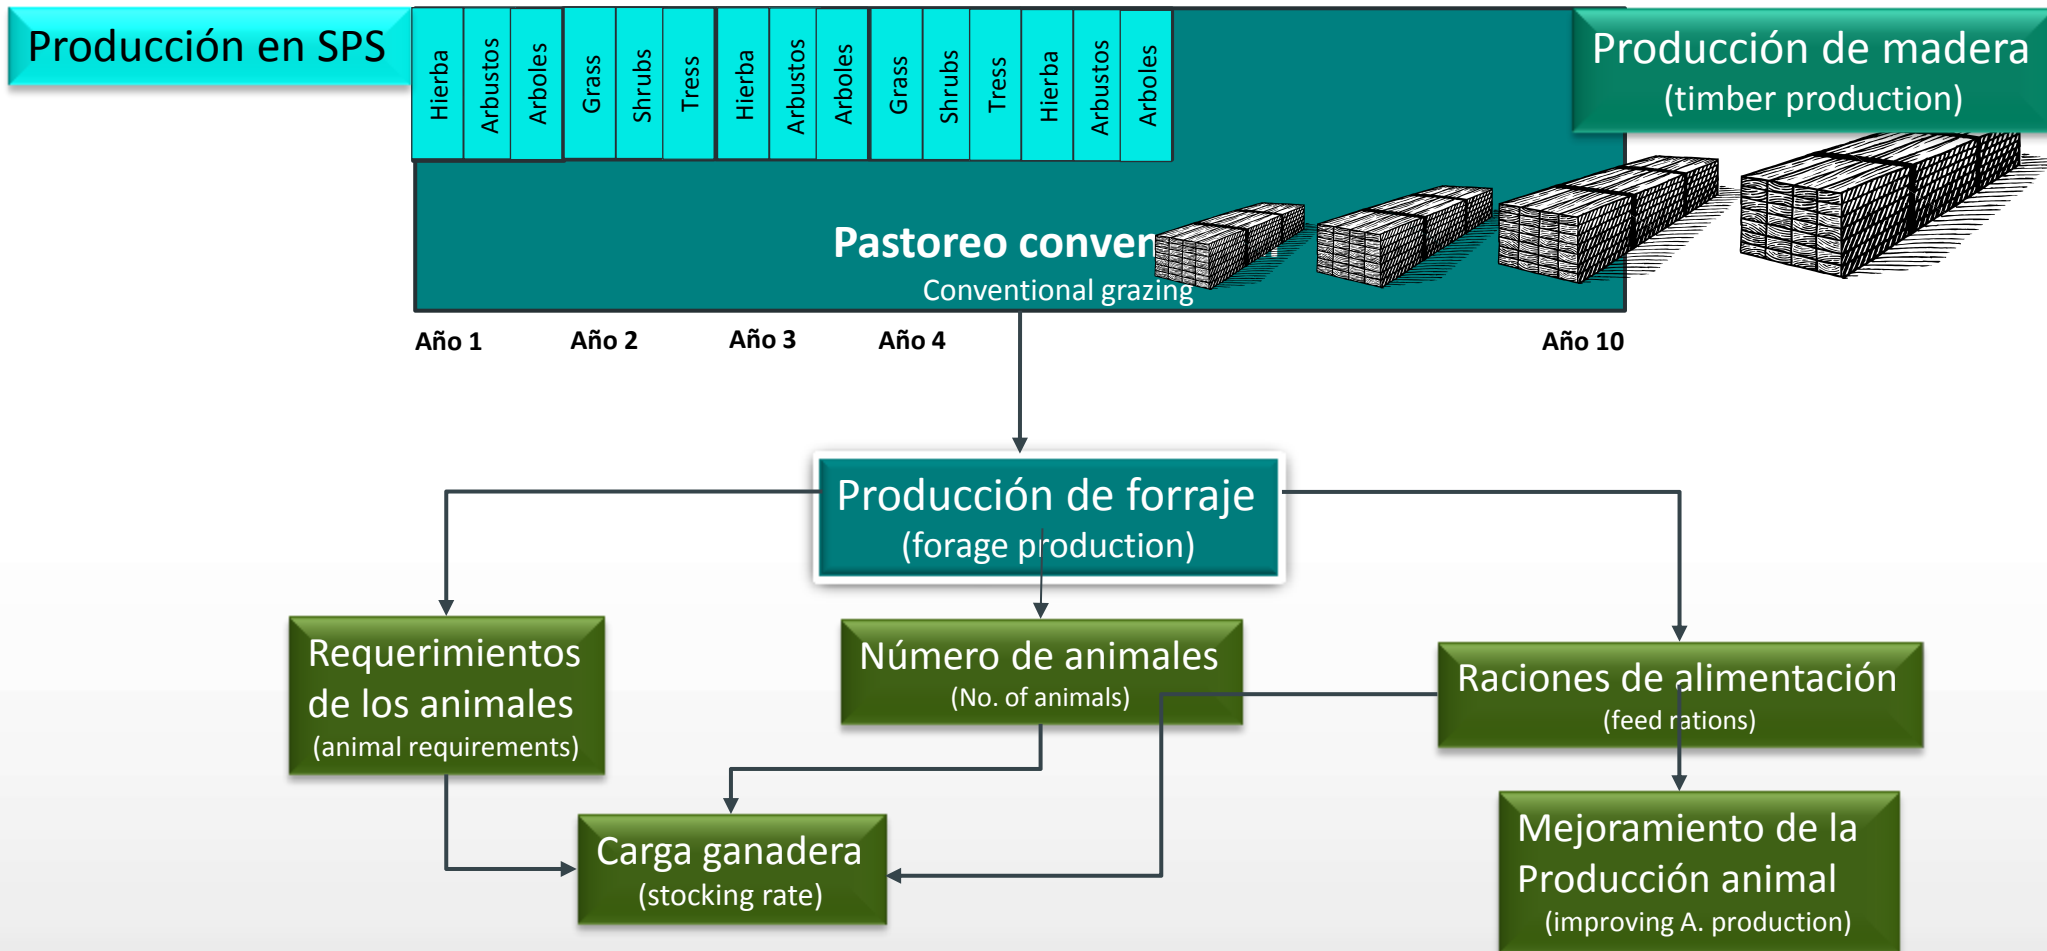 Producción en SPS
Hierba
Arbustos
Arboles
Grass
Shrubs
Tress
Hierba
Arbustos
Arboles
Grass
Shrubs
Tress
Hierba
Arbustos
Arboles
Producción de madera
(timber production)
Pastoreo conven
Conventional grazing
Año 1
Año 2
Año 3
Año 4
Año 10
Producción de forraje
(forage production)
Requerimientos
de los animales
(animal requirements)
Número de animales
(No. of animals)
Raciones de alimentación
(feed rations)
Carga ganadera
(stocking rate)
Mejoramiento de la
Producción animal
(improving A. production)